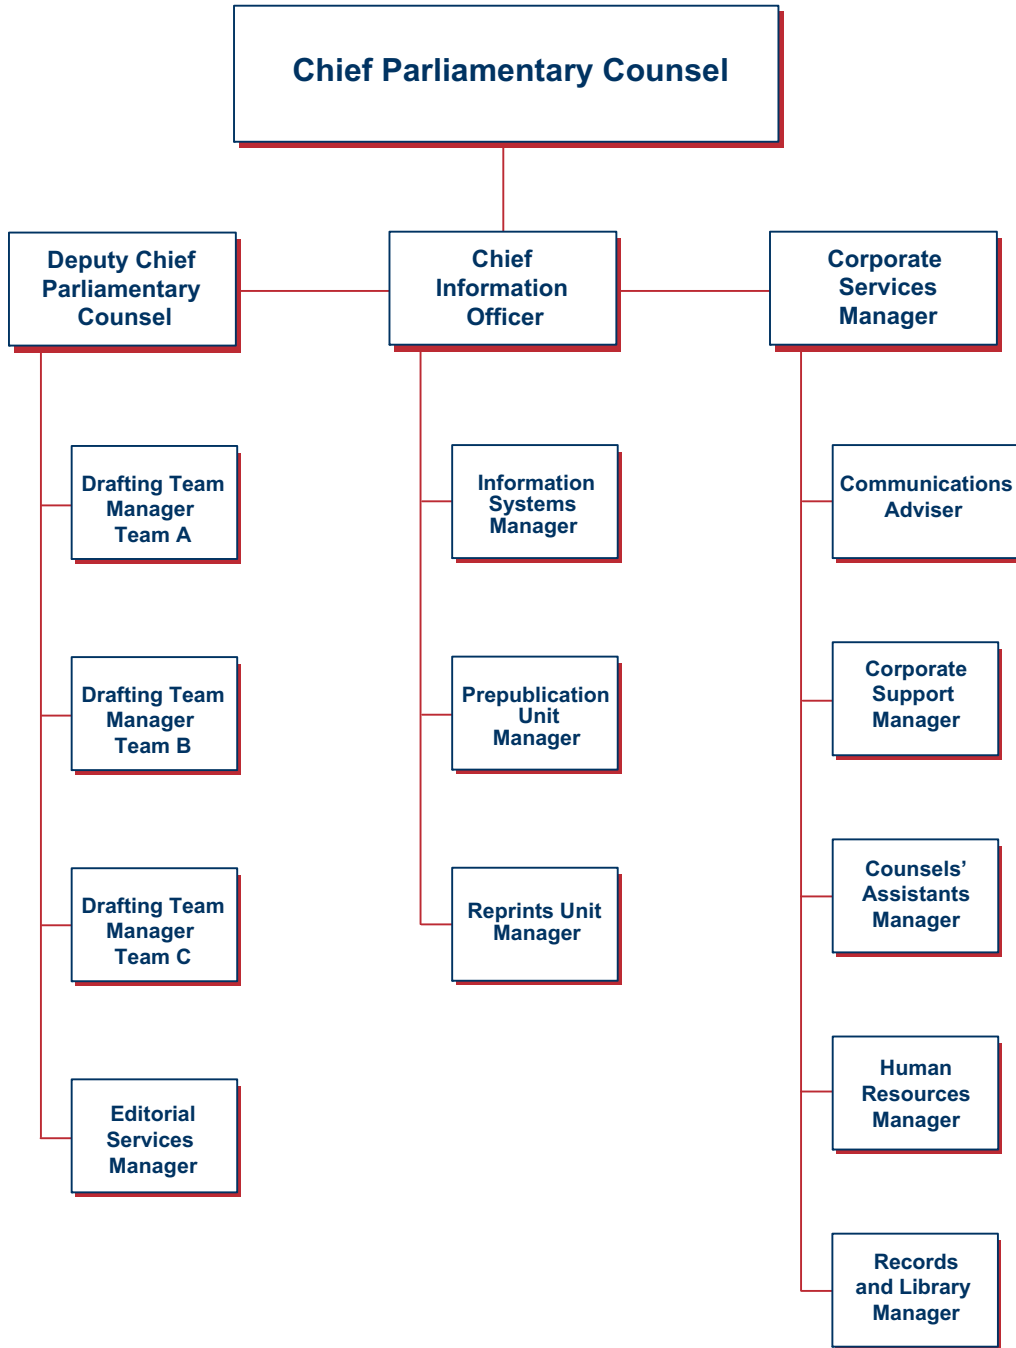 Chief Parliamentary Counsel
Deputy Chief
Parliamentary
Counsel
Chief
Information
Officer
Corporate
Services
Manager
Drafting Team
Manager
Team A
Drafting Team
Manager
Team B
Drafting Team
Manager
Team C
Editorial
Services
Manager
Information
Systems
Manager
Prepublication
Unit
Manager
Reprints Unit
Manager
Communications
Adviser
Corporate
Support
Manager
Counsels’
Assistants
Manager
Human
Resources
Manager
Records
and Library
Manager